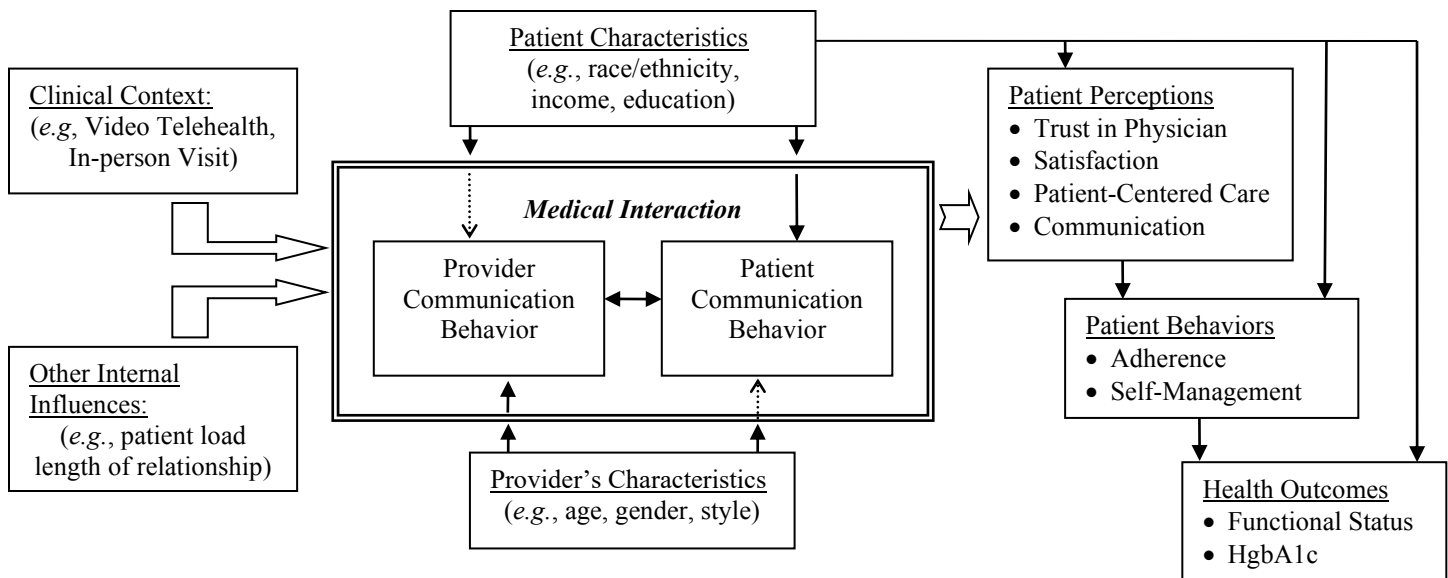 Patient Characteristics
(e.g., race/ethnicity,
income, education)
Clinical Context:
(e.g, Video Telehealth,
In-person Visit)
Patient Perceptions
• Trust in Physician
• Satisfaction
• Patient-Centered Care
• Communication
Medical Interaction
Provider
Communication
Behavior
Patient
Communication
Behavior
Patient Behaviors
• Adherence
• Self-Management
Other Internal
Influences:
(e.g., patient load
length of relationship)
Provider’s Characteristics
(e.g., age, gender, style)
Health Outcomes
• Functional Status
• HgbA1c